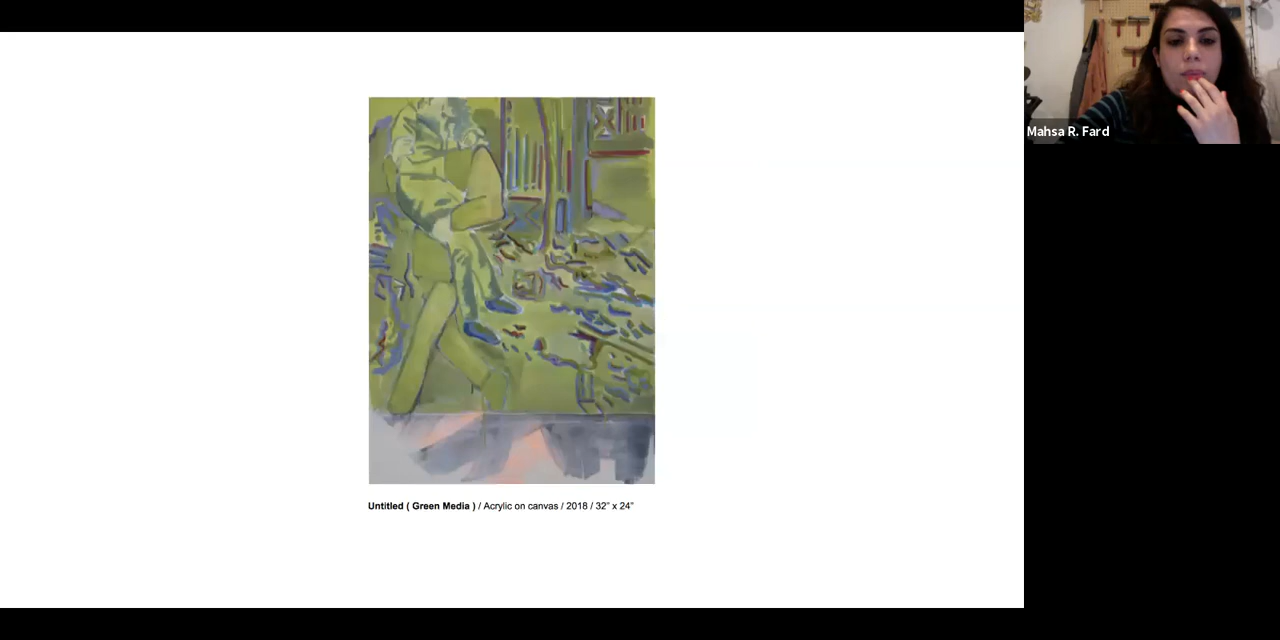 Mahsa R. Fard
Untitled ( Green Media ) / Acrylic on canvas / 2018 / 32” x 24”